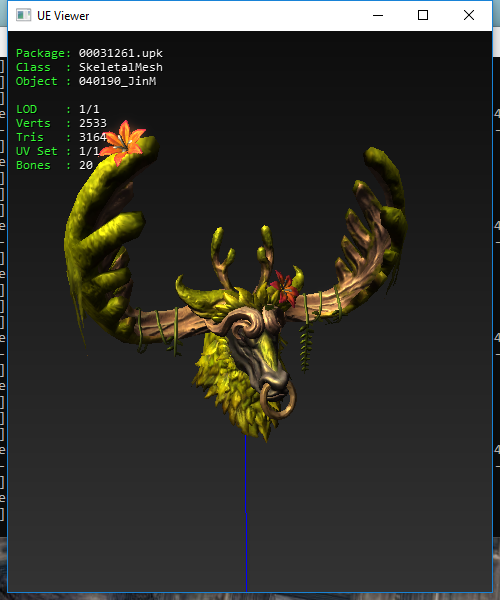 UE Viewer
Package: 00031261.upk
Class  : SkeletalMesh
Object : 040190_JinM
LOD    : 1/1
Verts  : 2533
Tris   : 3164
UV Set : 1/1
Bones  : 20